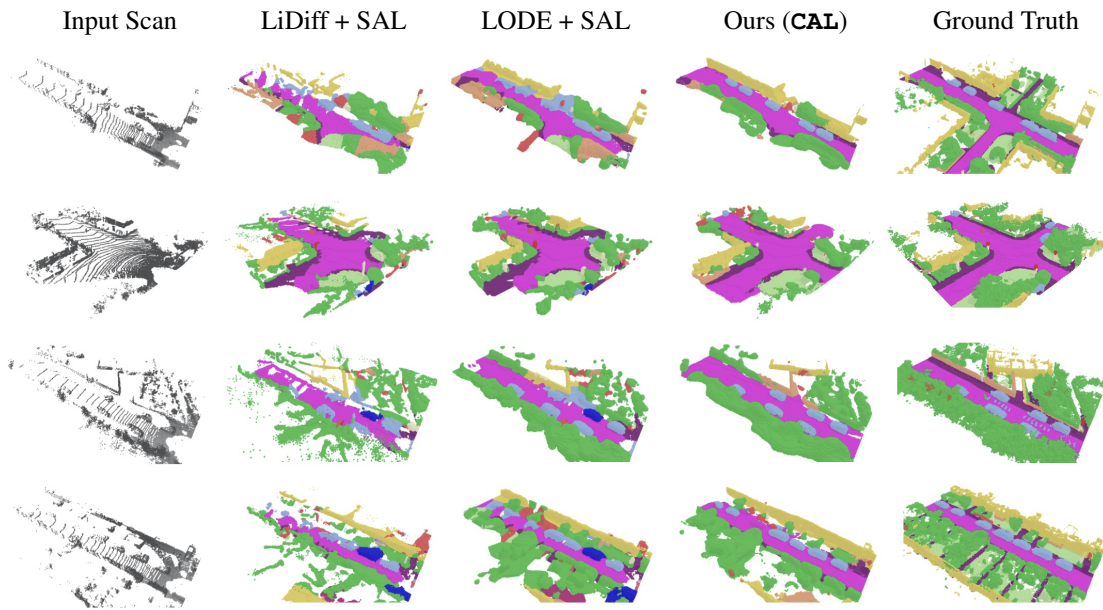 Input Scan LiDiff + SAL LODE + SAL Ours (CAL) Ground Truth